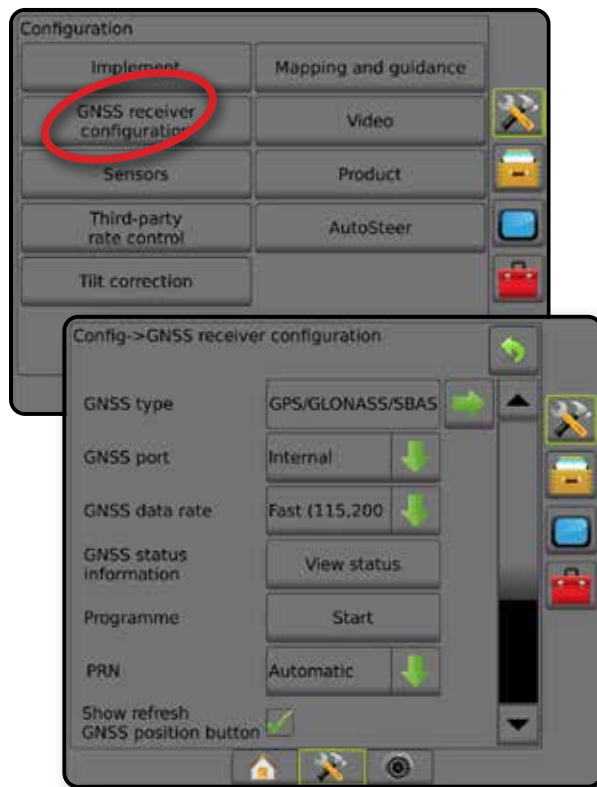 Configuration
Implement
Mapping and guidance
GNSS receiver
configuration
Video
Sensors
Product
Third-party
rate control
AutoSteer
Tilt correction
Config->GNSS receiver configuration
GNSS type
GPS/GLONASS/SBAS
GNSS port
Internal
GNSS data rate
Fast (115,200
GNSS status
information
View status
Programme
Start
PRN
Automatic
Show refresh
GNSS position button